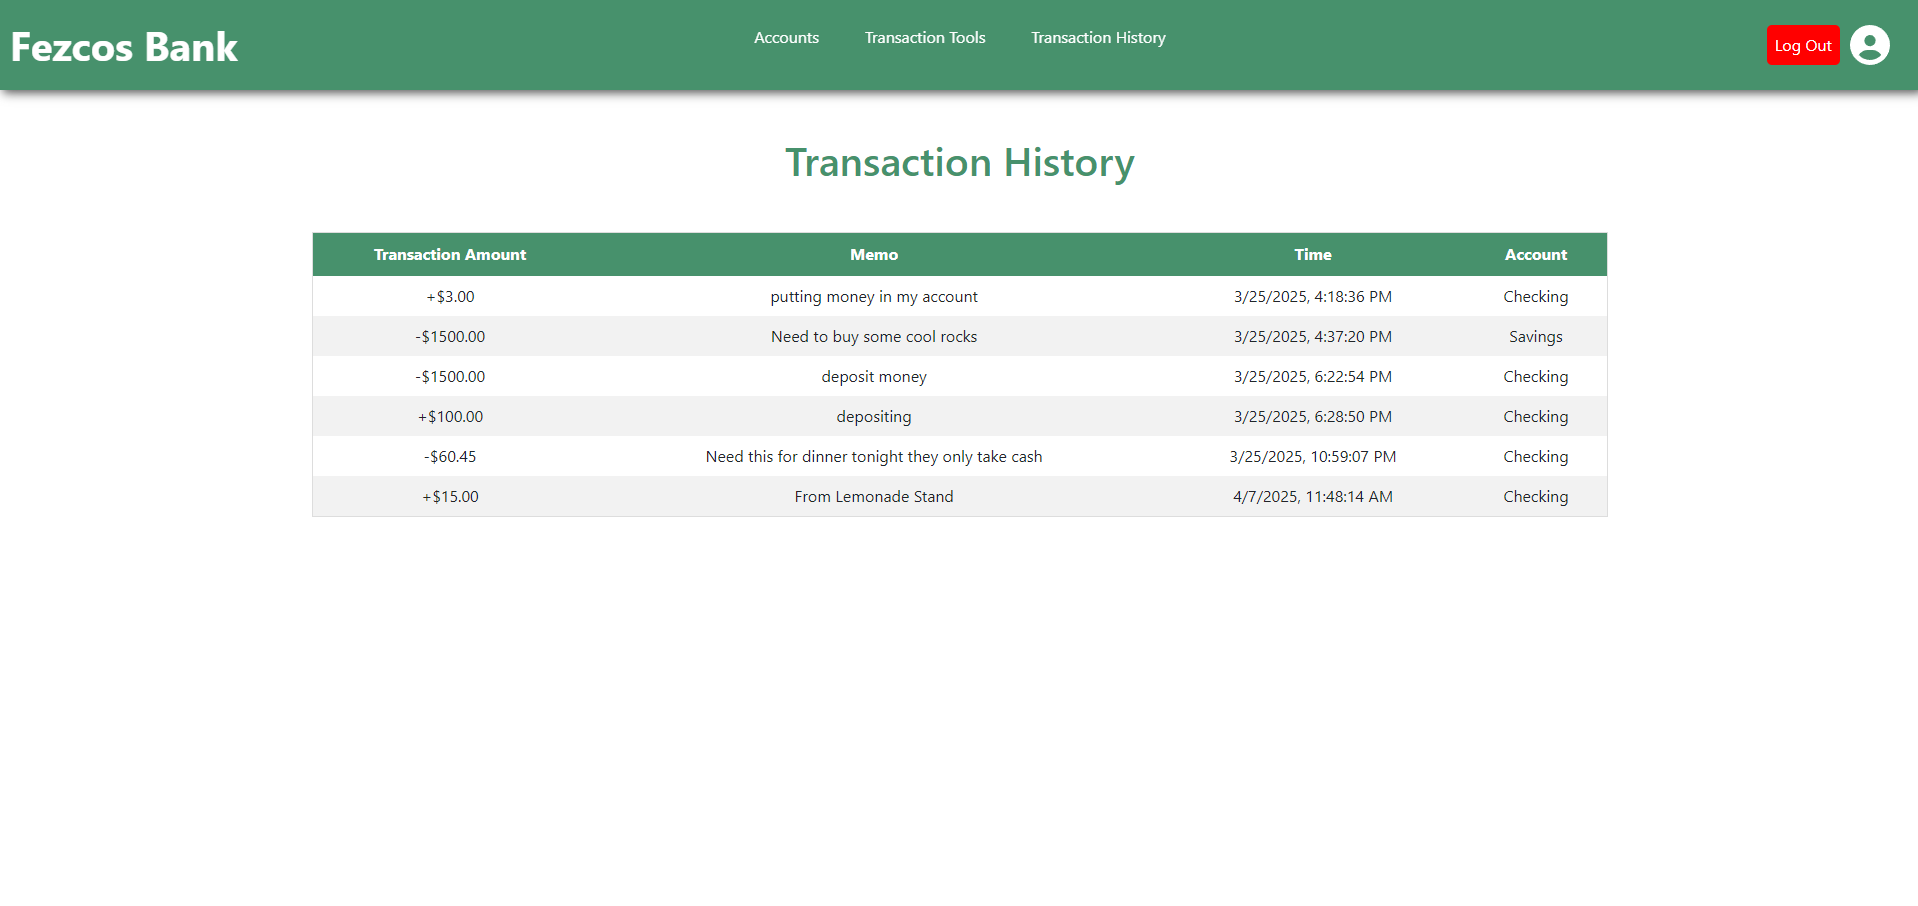 Fezcos Bank
Accounts Transaction Tools Transaction History
Log Out
Transaction History
Transaction Amount Memo Time Account
+$3.00 putting money in my account 3/25/2025, 4:18:36 PM Checking
-$1500.00 Need to buy some cool rocks 3/25/2025, 4:37:20 PM Savings
-$1500.00 deposit money 3/25/2025, 6:22:54 PM Checking
+$100.00 depositing 3/25/2025, 6:28:50 PM Checking
-$60.45 Need this for dinner tonight they only take cash 3/25/2025, 10:59:07 PM Checking
+$15.00 From Lemonade Stand 4/7/2025, 11:48:14 AM Checking